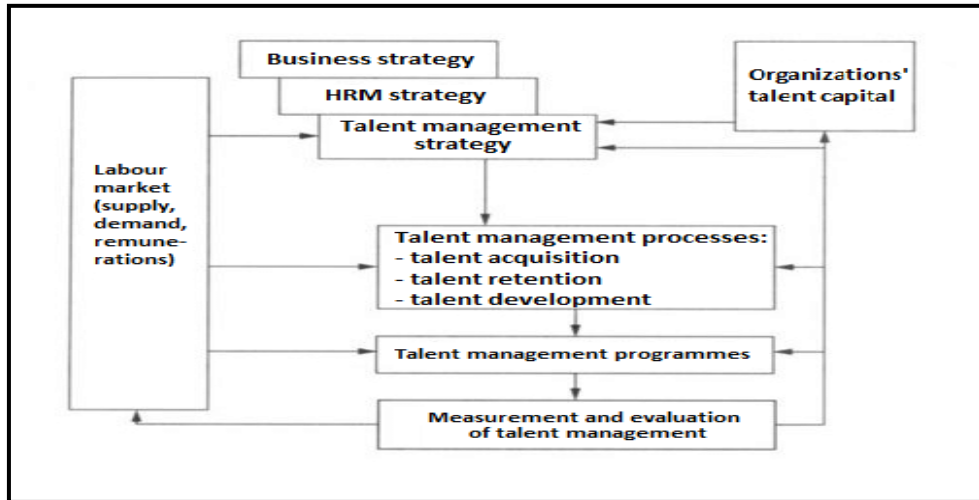 Business strategy
HRM strategy
Talent management
strategy
Organizations'
talent capital
Labour
market
(supply,
demand,
remune-
rations)
Talent management processes:
- talent acquisition
- talent retention
- talent development
Talent management programmes
Measurement and evaluation
of talent management